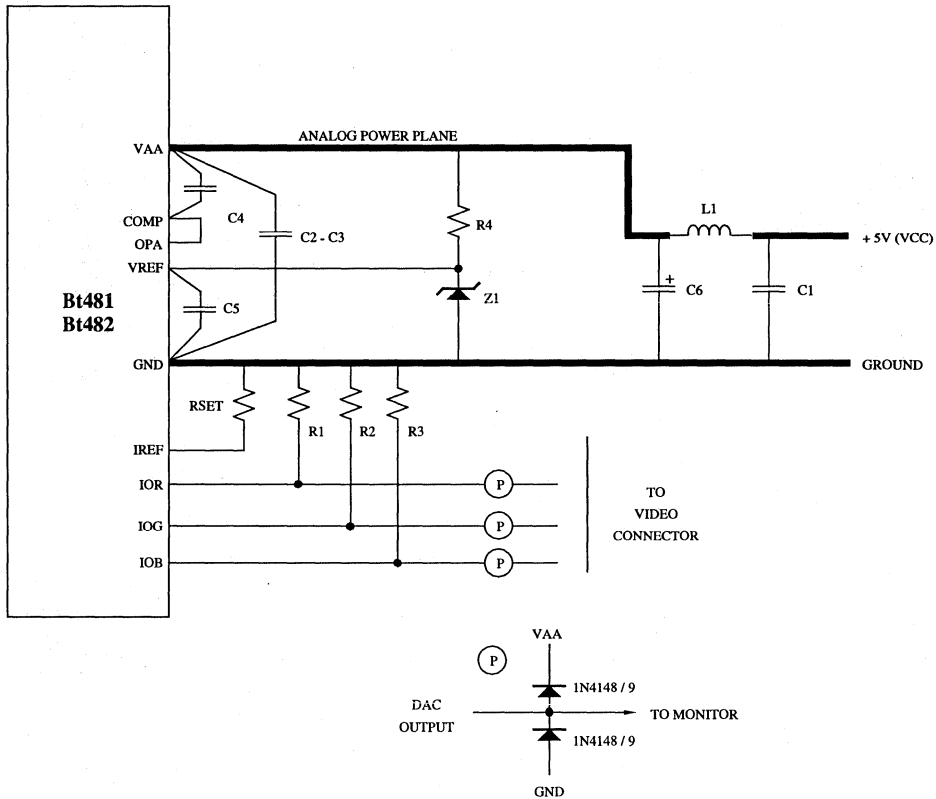 ANALOG POWER PLANE
VAA
C4
COMP
OPA
C2 - C3
R4
L1
+ 5V (VCC)
VREF
Bt481
Bt482
C5
Z1
+
C6
C1
GND
GROUND
RSET
R1
R2
R3
IREF
IOR
P
IOG
P
IOB
P
TO
VIDEO
CONNECTOR
VAA
P
1N4148 / 9
DAC
OUTPUT
TO MONITOR
1N4148 / 9
GND